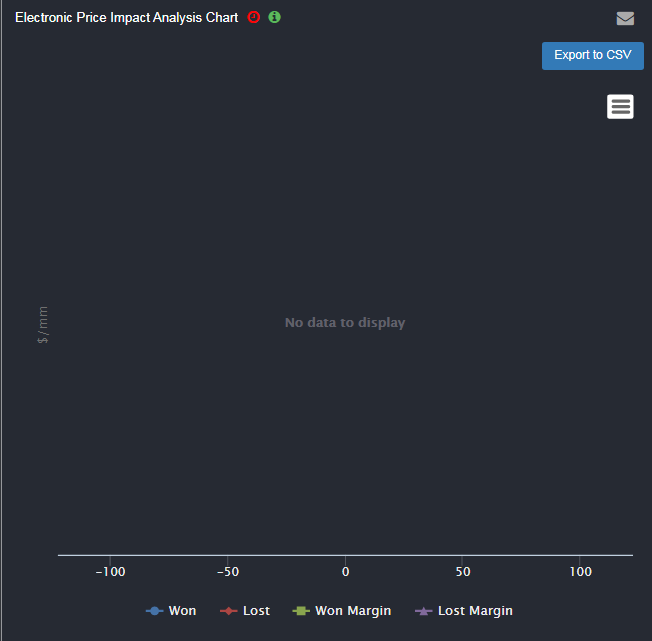 Electronic Price Impact Analysis Chart
Export to CSV
$/mm
No data to display
−100 −50 0 50 100
Won Lost Won Margin Lost Margin